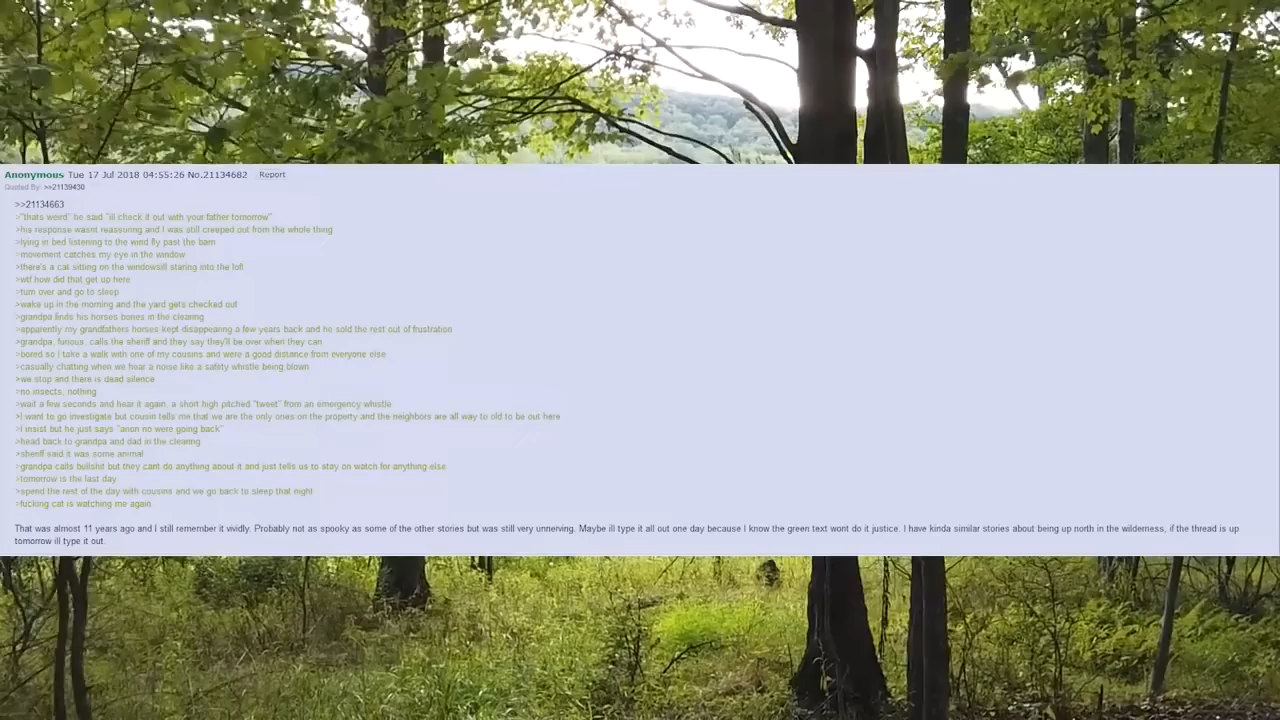 Anonymous Tue 17 Jul 2018 04:55:26 No.21134682 Report
Quoted By: >>21139430
>>21134663
>"thats weird" he said "ill check it out with your father tomorrow"
>his response wasnt reassuring and I was still creeped out from the whole thing
>lying in bed listening to the wind fly past the barn
>movement catches my eye in the window
>there's a cat sitting on the windowsill staring into the loft
>wtf how did that get up here
>turn over and go to sleep
>wake up in the morning and the yard gets checked out
>grandpa finds his horses bones in the clearing
>apparently my grandfathers horses kept disappearing a few years back and he sold the rest out of frustration
>grandpa, furious, calls the sheriff and they say they'll be over when they can
>bored so i take a walk with one of my cousins and were a good distance from everyone else
>casually chatting when we hear a noise like a safety whistle being blown
>we stop and there is dead silence
>no insects, nothing
>wait a few seconds and hear it again, a short high pitched "tweet" from an emergency whistle
>I want to go investigate but cousin tells me that we are the only ones on the property and the neighbors are all way to old to be out here
>i insist but he just says "anon no were going back"
>head back to grandpa and dad in the clearing
>sheriff said it was some animal
>grandpa calls bullshit but they cant do anything about it and just tells us to stay on watch for anything else
>tomorrow is the last day
>spend the rest of the day with cousins and we go back to sleep that night
>fucking cat is watching me again
That was almost 11 years ago and I still remember it vividly. Probably not as spooky as some of the other stories but was still very unnerving. Maybe ill type it all out one day because I know the green text wont do it justice. I have kinda similar stories about being up north in the wilderness, if the thread is up
tomorrow ill type it out.